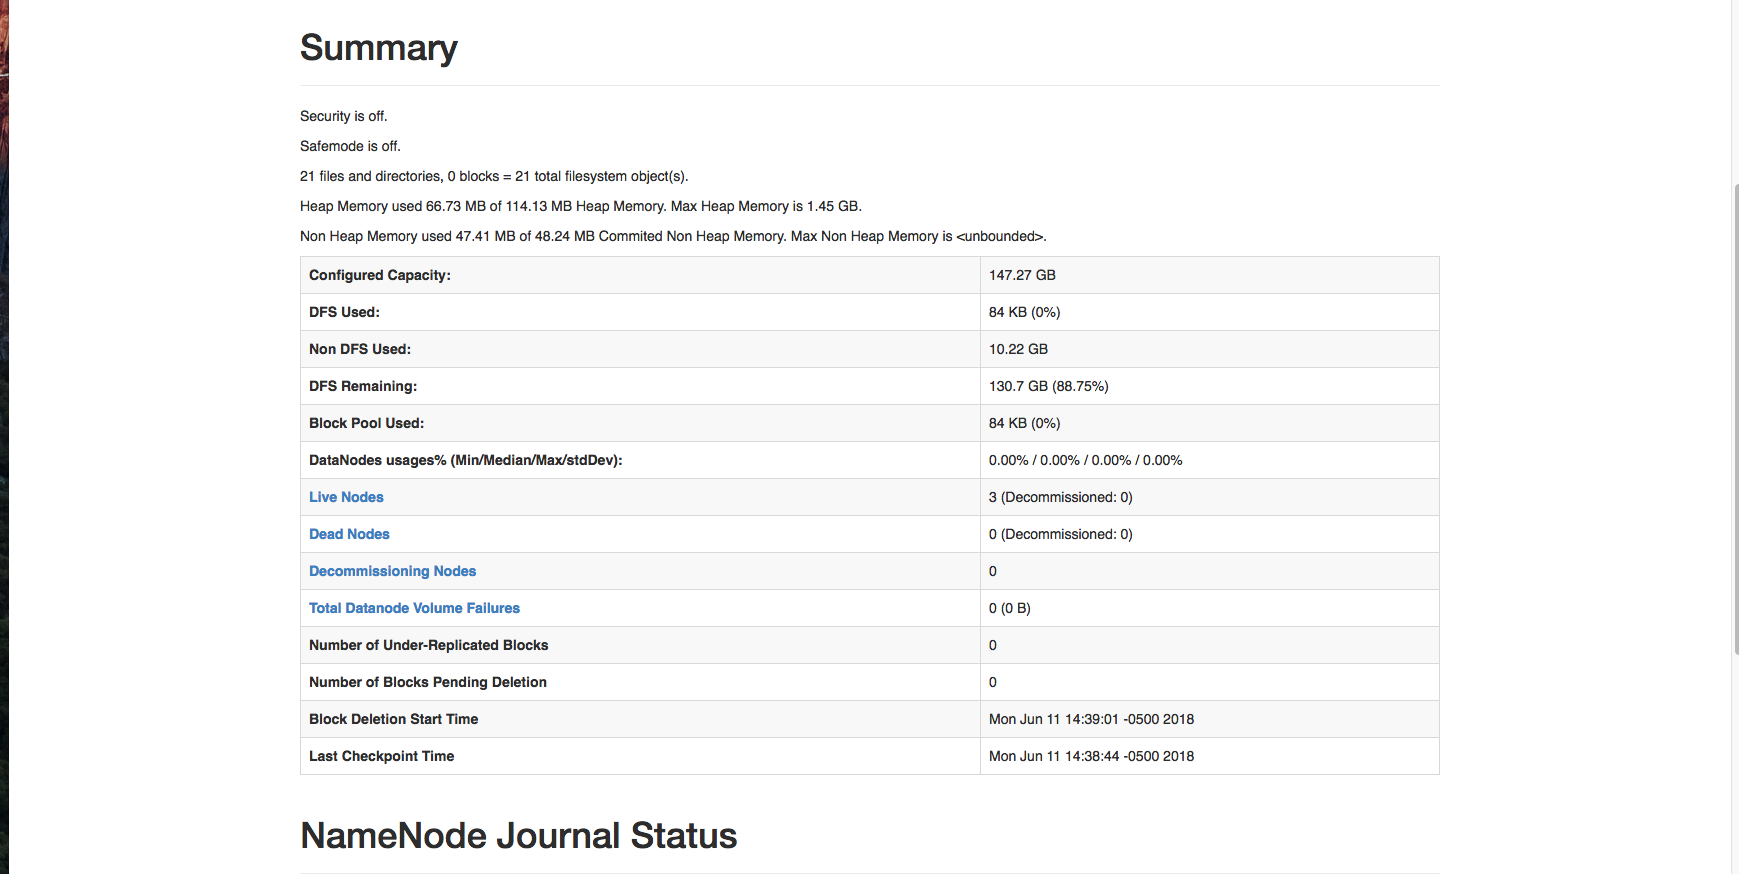 Summary
Security is off.
Safemode is off.
21 files and directories, 0 blocks = 21 total filesystem object(s).
Heap Memory used 66.73 MB of 114.13 MB Heap Memory. Max Heap Memory is 1.45 GB.
Non Heap Memory used 47.41 MB of 48.24 MB Commited Non Heap Memory. Max Non Heap Memory is <unbounded>.
Configured Capacity: 147.27 GB
DFS Used: 84 KB (0%)
Non DFS Used: 10.22 GB
DFS Remaining: 130.7 GB (88.75%)
Block Pool Used: 84 KB (0%)
DataNodes usages% (Min/Median/Max/stdDev): 0.00% / 0.00% / 0.00% / 0.00%
Live Nodes 3 (Decommissioned: 0)
Dead Nodes 0 (Decommissioned: 0)
Decommissioning Nodes 0
Total Datanode Volume Failures 0 (0 B)
Number of Under-Replicated Blocks 0
Number of Blocks Pending Deletion 0
Block Deletion Start Time Mon Jun 11 14:39:01 -0500 2018
Last Checkpoint Time Mon Jun 11 14:38:44 -0500 2018
NameNode Journal Status